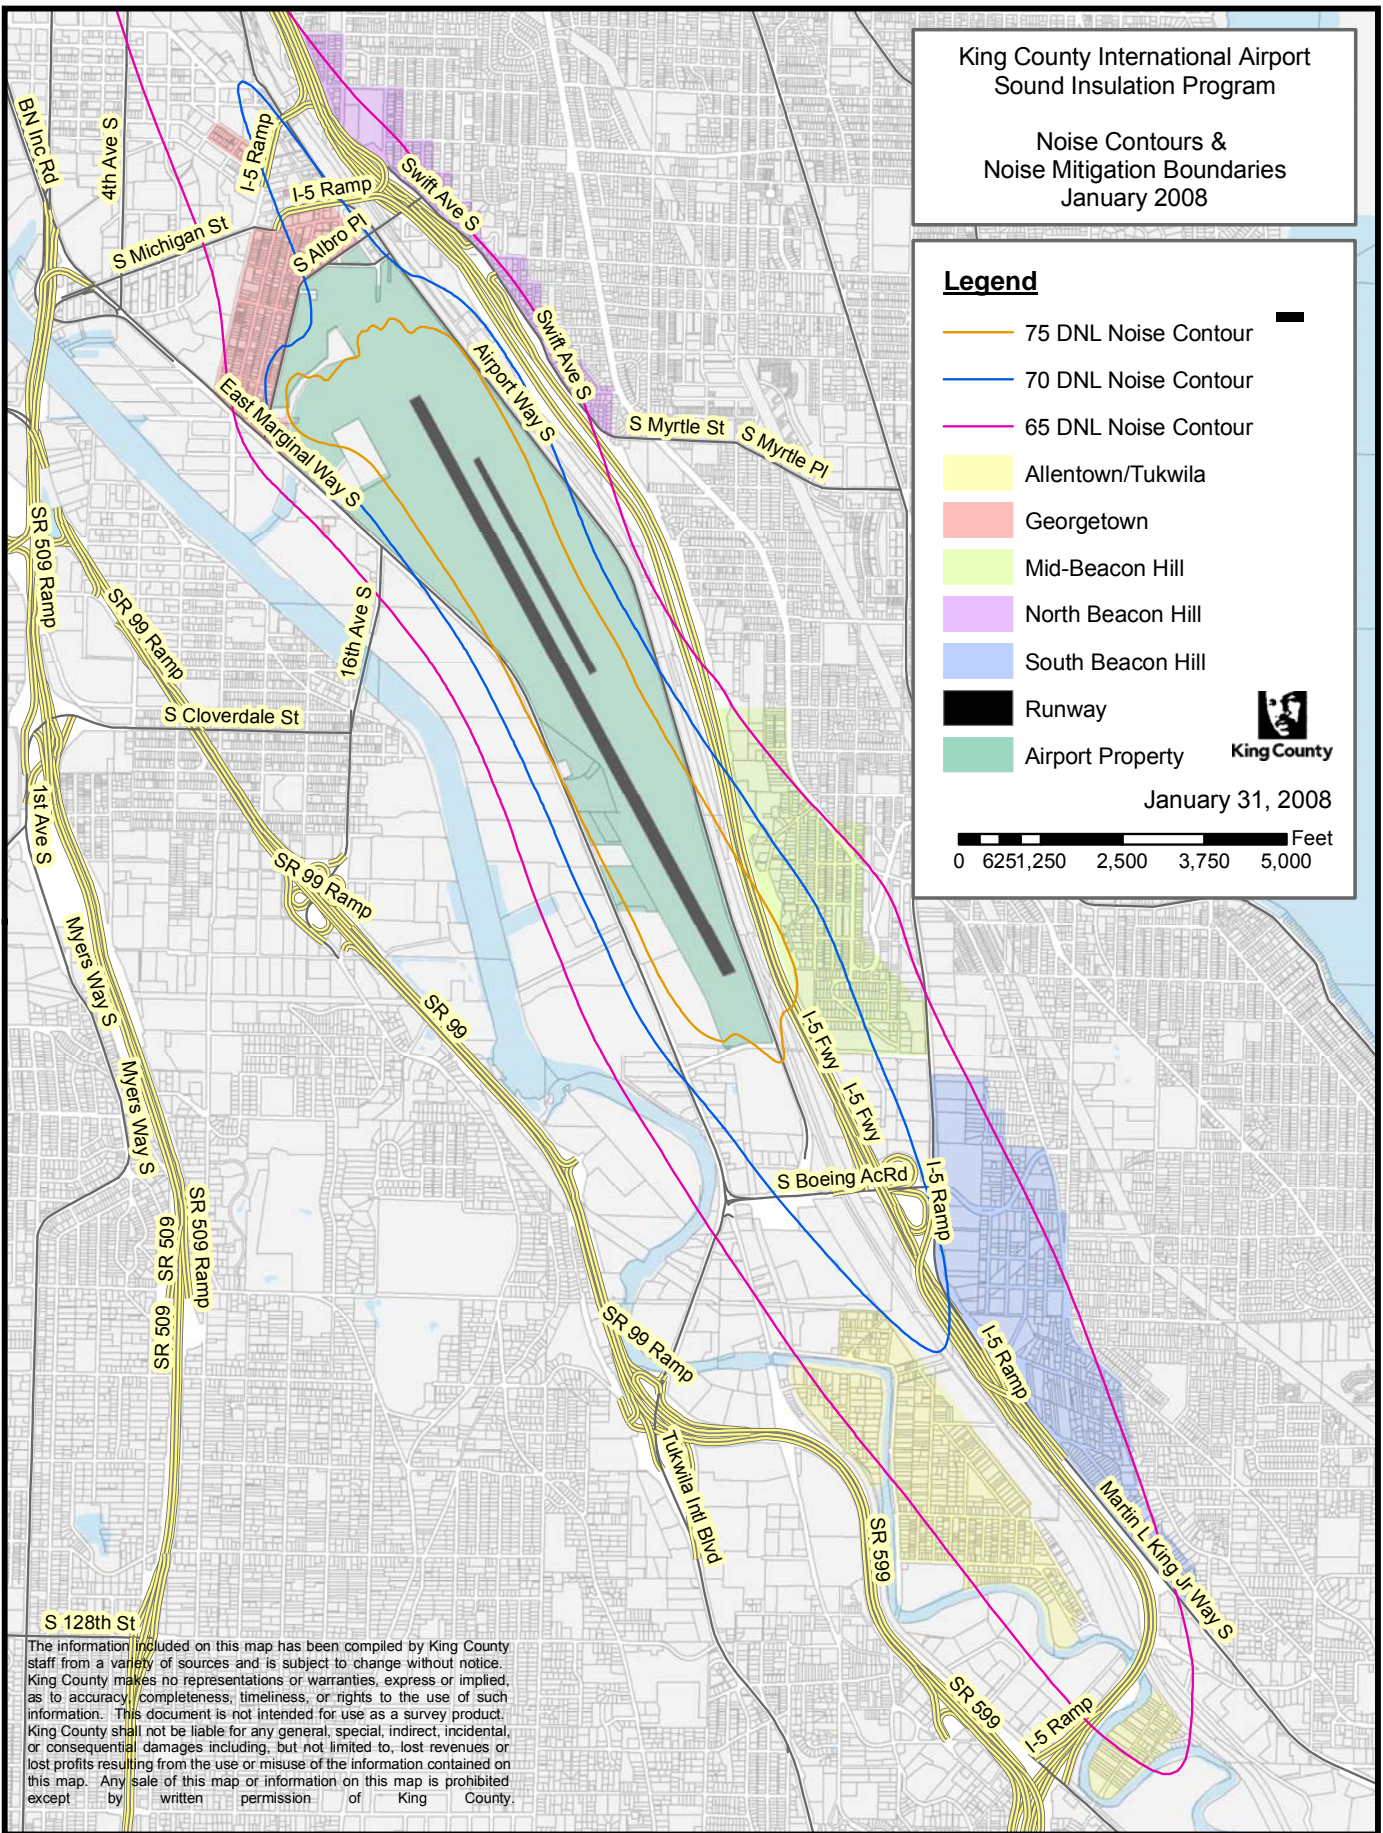 King County International Airport
Sound Insulation Program
Noise Contours &
Noise Mitigation Boundaries
January 2008
Legend
75 DNL Noise Contour
70 DNL Noise Contour
65 DNL Noise Contour
Allentown/Tukwila
Georgetown
Mid-Beacon Hill
North Beacon Hill
South Beacon Hill
Runway
Airport Property
King County
January 31, 2008
Feet
0 625 1,250 2,500 3,750 5,000
BN Inc Rd
4th Ave S
I-5 Ramp
I-5 Ramp
Swift Ave S
S Michigan St
S Albro Pl
Swift Ave S
Airport Way S
East Marginal Way S
S Myrtle St
S Myrtle Pl
SR 509 Ramp
SR 99 Ramp
16th Ave S
S Cloverdale St
1st Ave S
SR 99 Ramp
Myers Way S
SR 99
I-5 Fwy
I-5 Fwy
Myers Way S
S Boeing AcRd
I-5 Ramp
SR 509
SR 509 Ramp
SR 509
SR 99 Ramp
I-5 Ramp
Tukwila Intl Blvd
SR 599
Martin L King Jr Way S
S 128th St
SR 599
I-5 Ramp
The information included on this map has been compiled by King County
staff from a variety of sources and is subject to change without notice.
King County makes no representations or warranties, express or implied,
as to accuracy, completeness, timeliness, or rights to the use of such
information. This document is not intended for use as a survey product.
King County shall not be liable for any general, special, indirect, incidental,
or consequential damages including, but not limited to, lost revenues or
lost profits resulting from the use or misuse of the information contained on
this map. Any sale of this map or information on this map is prohibited
except by written permission of King County.